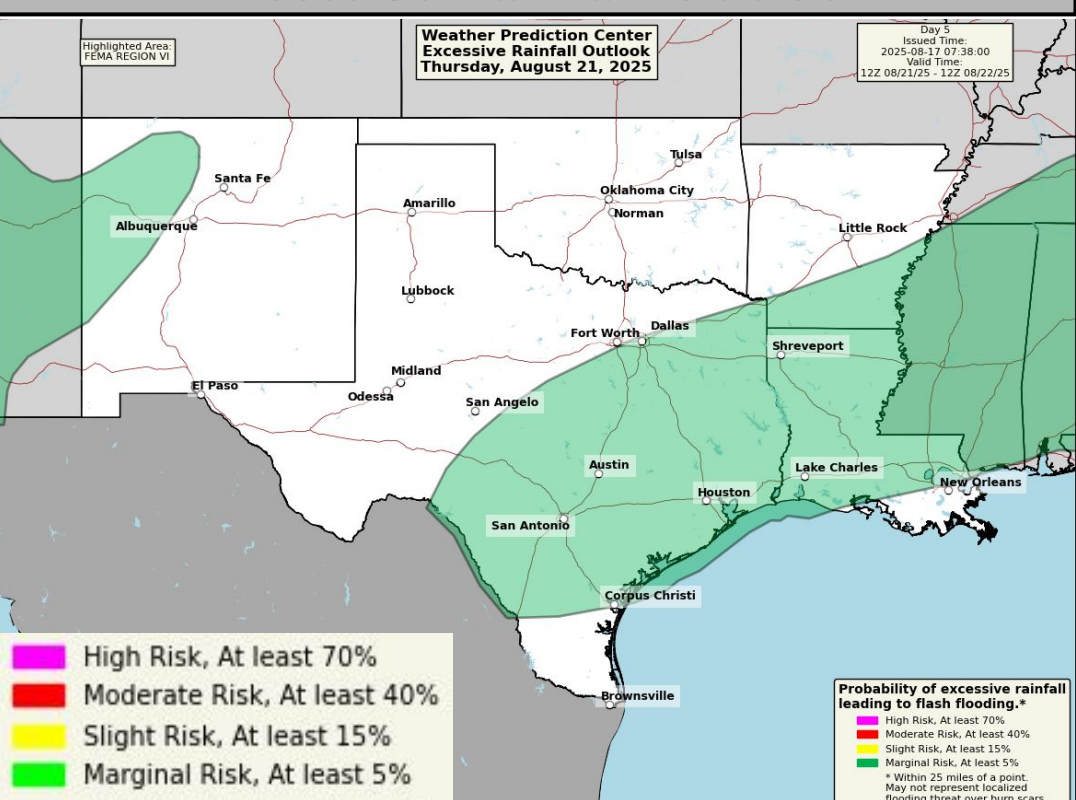 Highlighted Area:
FEMA REGION VI
Weather Prediction Center
Excessive Rainfall Outlook
Thursday, August 21, 2025
Day 5
Issued Time:
2025-08-17 07:38:00
Valid Time:
12Z 08/21/25 - 12Z 08/22/25
Tulsa
Santa Fe
Oklahoma City
Amarillo
Norman
Albuquerque
Little Rock
Lubbock
Dallas
Fort Worth
Shreveport
Midland
El Paso
Odessa
San Angelo
Austin
Lake Charles
New Orleans
Houston
San Antonio
Corpus Christi
Brownsville
High Risk, At least 70%
Moderate Risk, At least 40%
Slight Risk, At least 15%
Marginal Risk, At least 5%
Probability of excessive rainfall
leading to flash flooding.*
High Risk, At least 70%
Moderate Risk, At least 40%
Slight Risk, At least 15%
Marginal Risk, At least 5%
* Within 25 miles of a point.
May not represent localized
flooding threat over burn scars